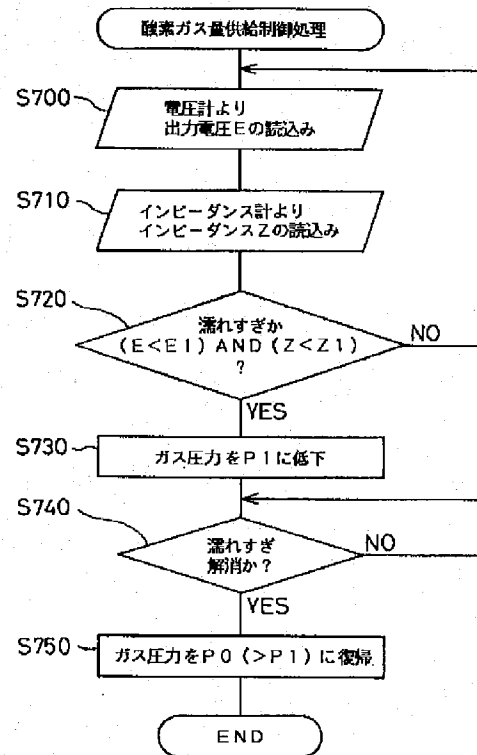 酸素ガス量供給制御処理
S700
電圧計より
出力電圧Eの読込み
S710
インピーダンス計より
インピーダンスZの読込み
S720
濡れすぎか
(E<E1) AND (Z<Z1)
?
NO
YES
S730
ガス圧力をP1に低下
S740
濡れすぎ
解消か?
NO
YES
S750
ガス圧力をP0 (>P1) に復帰
END